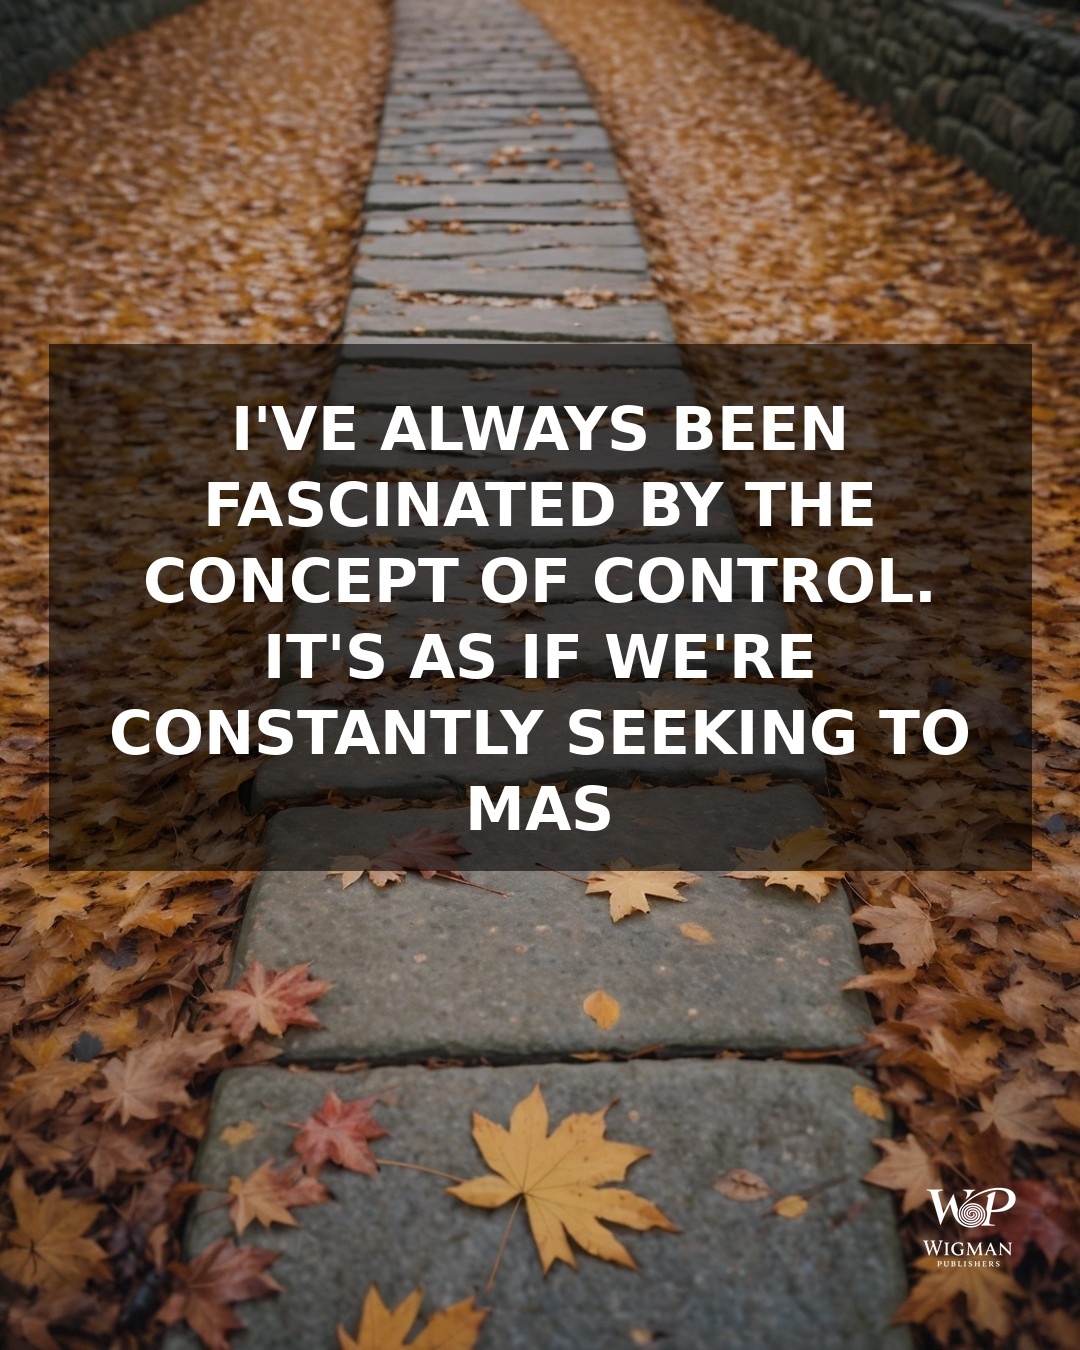 I'VE ALWAYS BEEN
FASCINATED BY THE
CONCEPT OF CONTROL.
IT'S AS IF WE'RE
CONSTANTLY SEEKING TO
MAS
WP
WIGMAN
PUBLISHERS